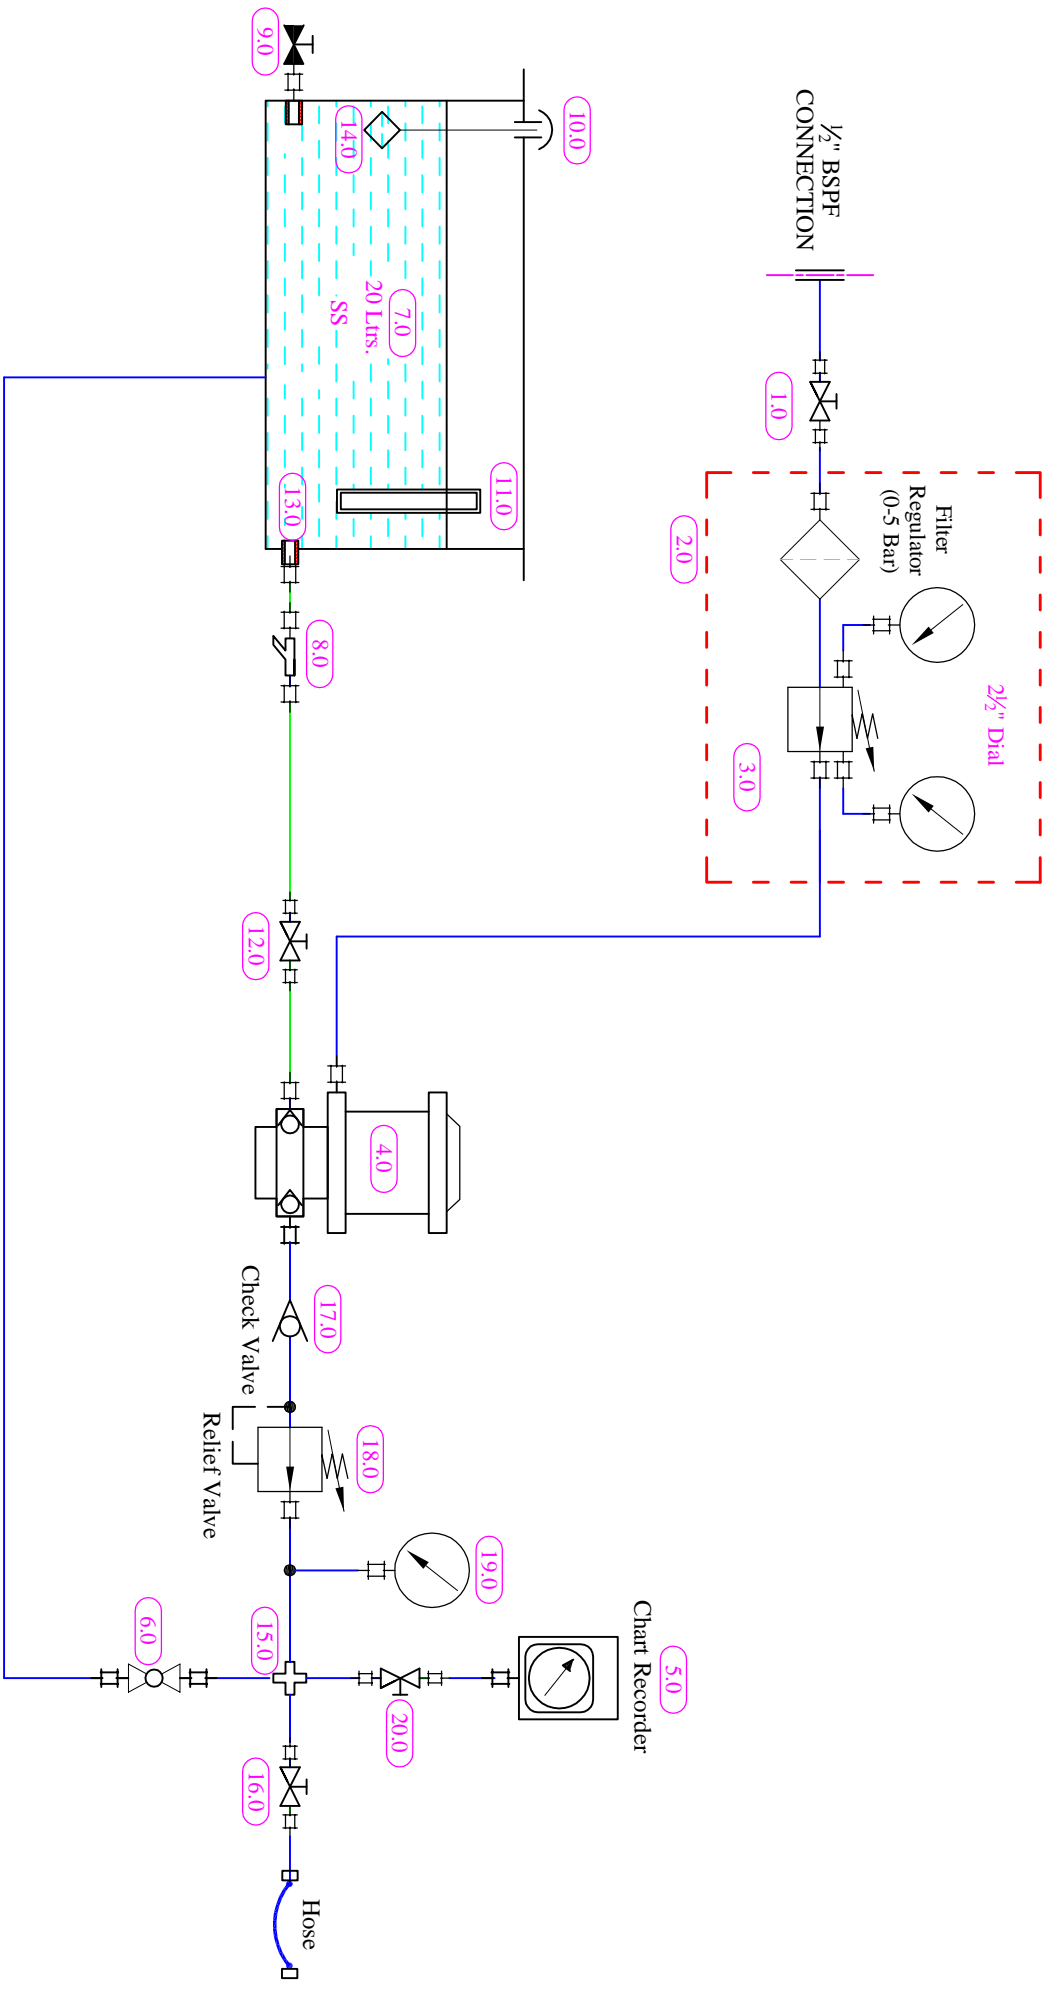 ½" BSPF
CONNECTION
1.0
2.0
Filter
Regulator
(0-5 Bar)
2½" Dial
3.0
9.0
10.0
14.0
7.0
20 Ltrs.
SS
11.0
13.0
8.0
12.0
4.0
17.0
Check Valve
18.0
Relief Valve
19.0
Chart Recorder
5.0
15.0
6.0
20.0
16.0
Hose